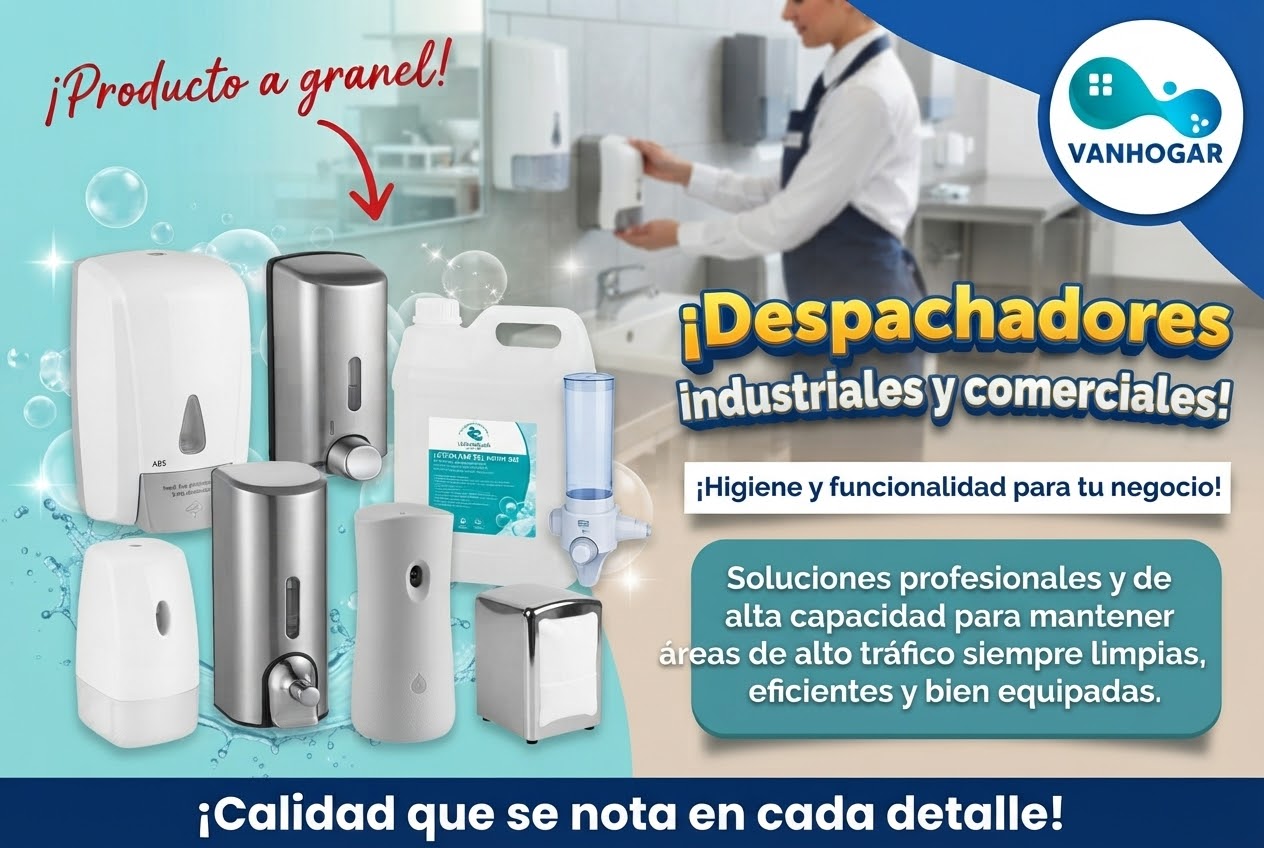 ¡Producto a granel!
VANHOGAR
¡Despachadores
industriales y comerciales!
¡Higiene y funcionalidad para tu negocio!
Soluciones profesionales y de
alta capacidad para mantener
áreas de alto tráfico siempre limpias,
eficientes y bien equipadas.
ABS
¡Calidad que se nota en cada detalle!